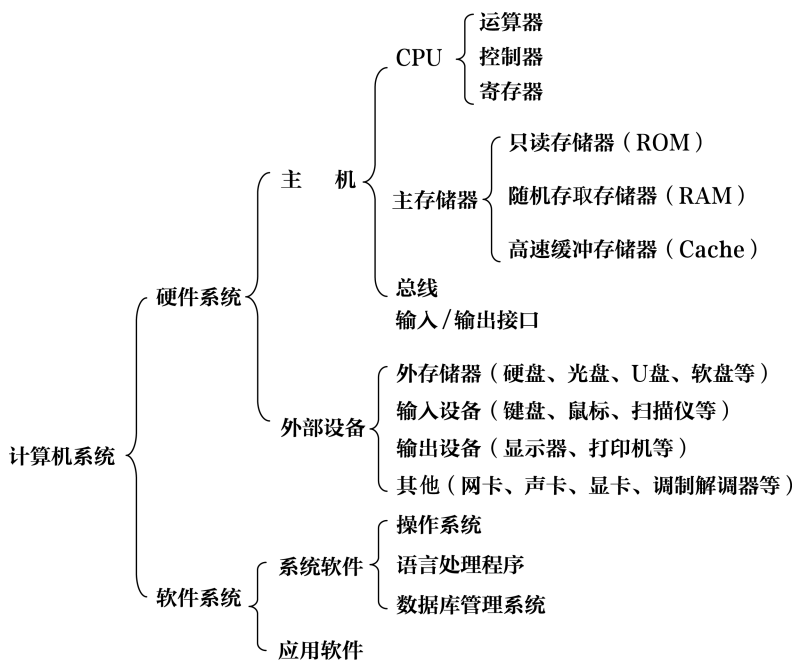 运算器
CPU
控制器
寄存器
只读存储器（ROM）
主 机
主存储器
随机存取存储器（RAM）
高速缓冲存储器（Cache）
总线
硬件系统
输入/输出接口
外存储器（硬盘、光盘、U盘、软盘等）
输入设备（键盘、鼠标、扫描仪等）
外部设备
输出设备（显示器、打印机等）
计算机系统
其他（网卡、声卡、显卡、调制解调器等）
操作系统
系统软件
语言处理程序
软件系统
数据库管理系统
应用软件